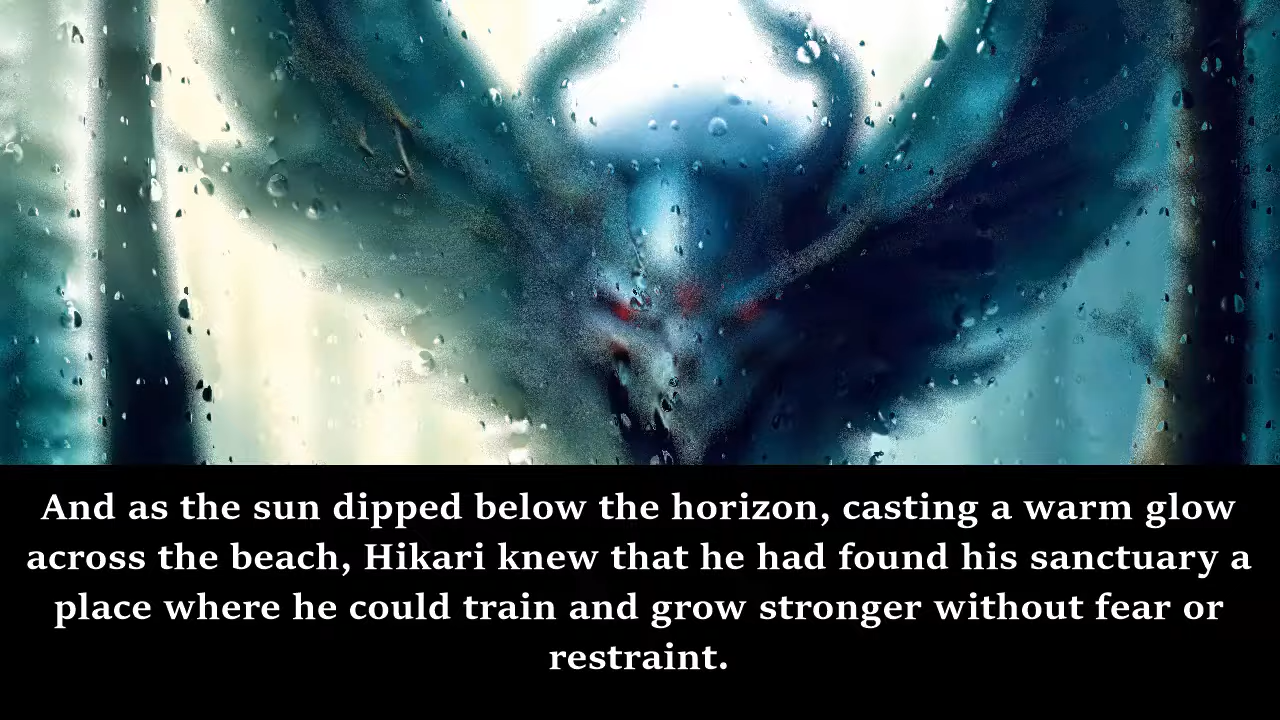 And as the sun dipped below the horizon, casting a warm glow
across the beach, Hikari knew that he had found his sanctuary a
place where he could train and grow stronger without fear or
restraint.